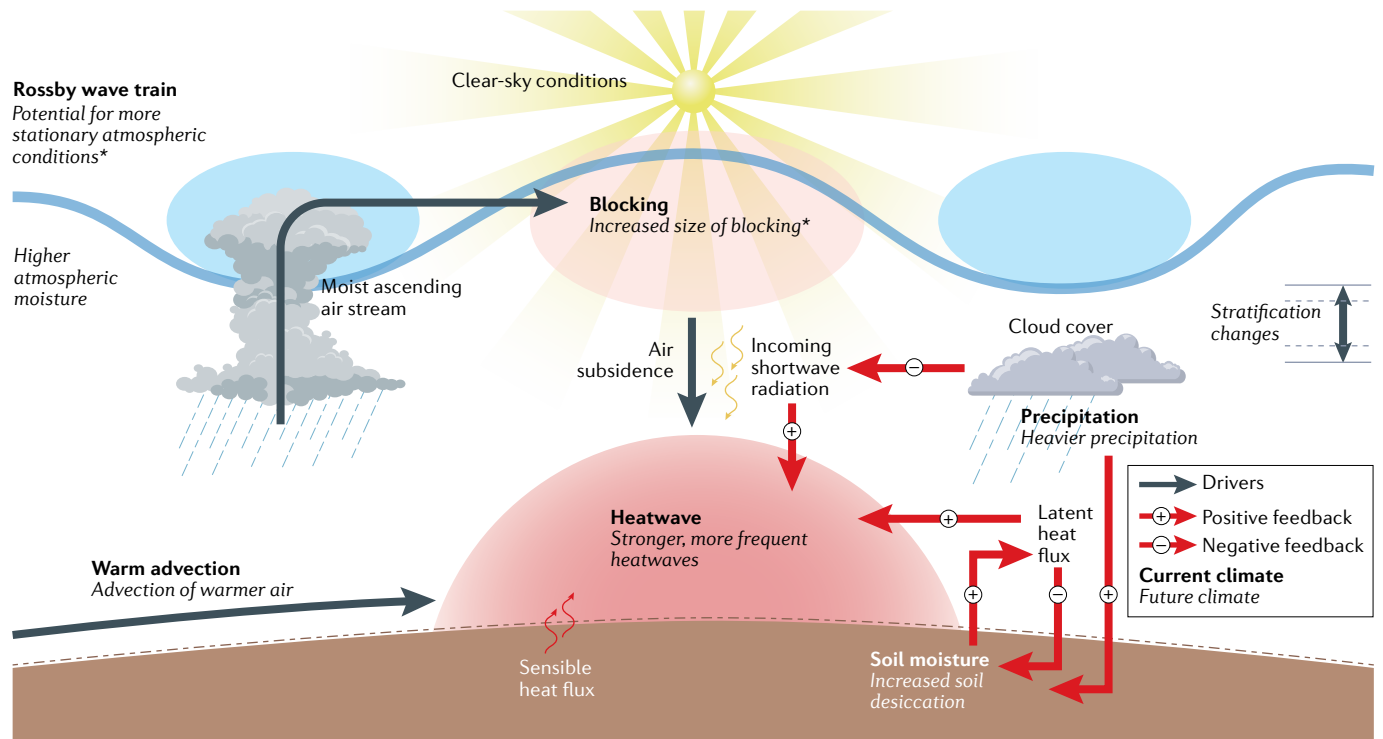 Clear-sky conditions
Rossby wave train
Potential for more
stationary atmospheric
conditions*
Blocking
Increased size of blocking*
Higher
atmospheric
moisture
Moist ascending
air stream
Stratification
changes
Cloud cover
Air
subsidence
Incoming
shortwave
radiation
−
+
Precipitation
Heavier precipitation
Drivers
+ Positive feedback
− Negative feedback
Current climate
Future climate
Heatwave
Stronger, more frequent
heatwaves
+
Latent
heat
flux
Warm advection
Advection of warmer air
+
−
+
Sensible
heat flux
Soil moisture
Increased soil
desiccation